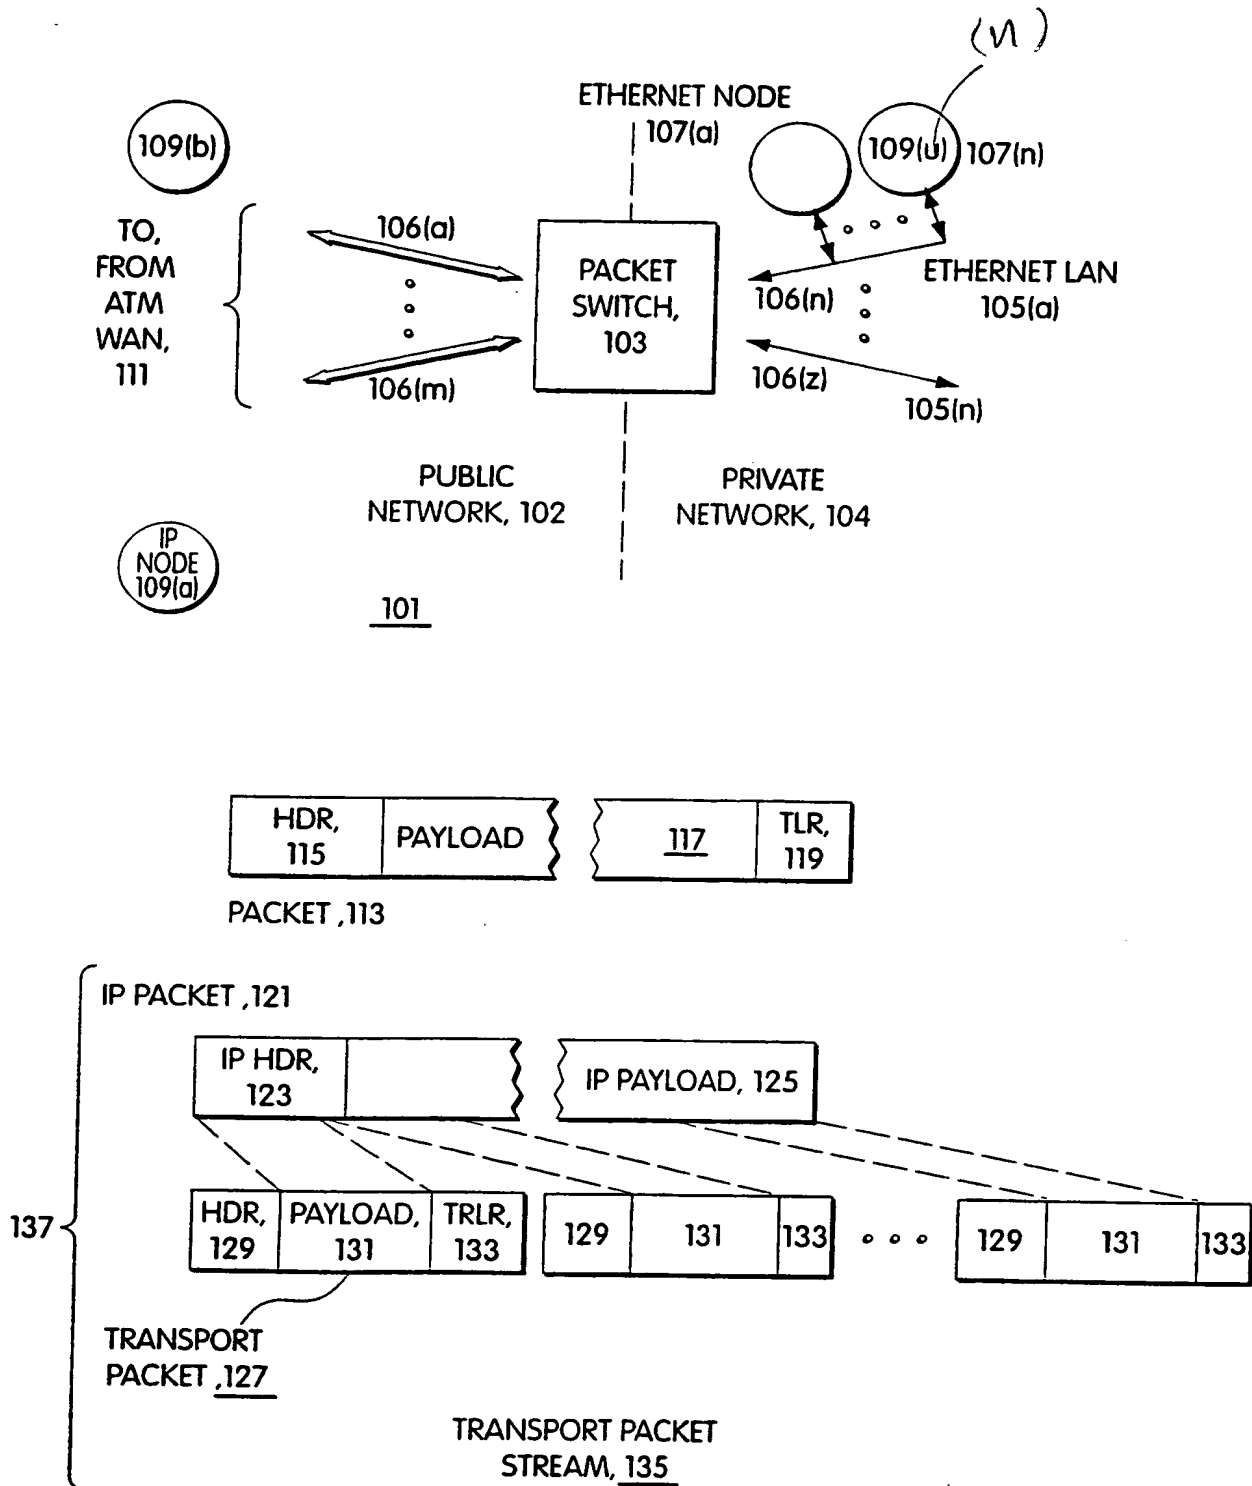 (n)
ETHERNET NODE
107(a)
109(b)
109(u)
107(n)
TO,
FROM
ATM
WAN,
111
106(a)
PACKET
SWITCH,
103
106(n)
ETHERNET LAN
105(a)
106(m)
106(z)
105(n)
PUBLIC
NETWORK, 102
PRIVATE
NETWORK, 104
IP
NODE
109(a)
101
HDR,
115
PAYLOAD
117
TLR,
119
PACKET ,113
IP PACKET ,121
IP HDR,
123
IP PAYLOAD, 125
137
HDR,
129
PAYLOAD,
131
TRLR,
133
129
131
133
129
131
133
TRANSPORT
PACKET ,127
TRANSPORT PACKET
STREAM, 135